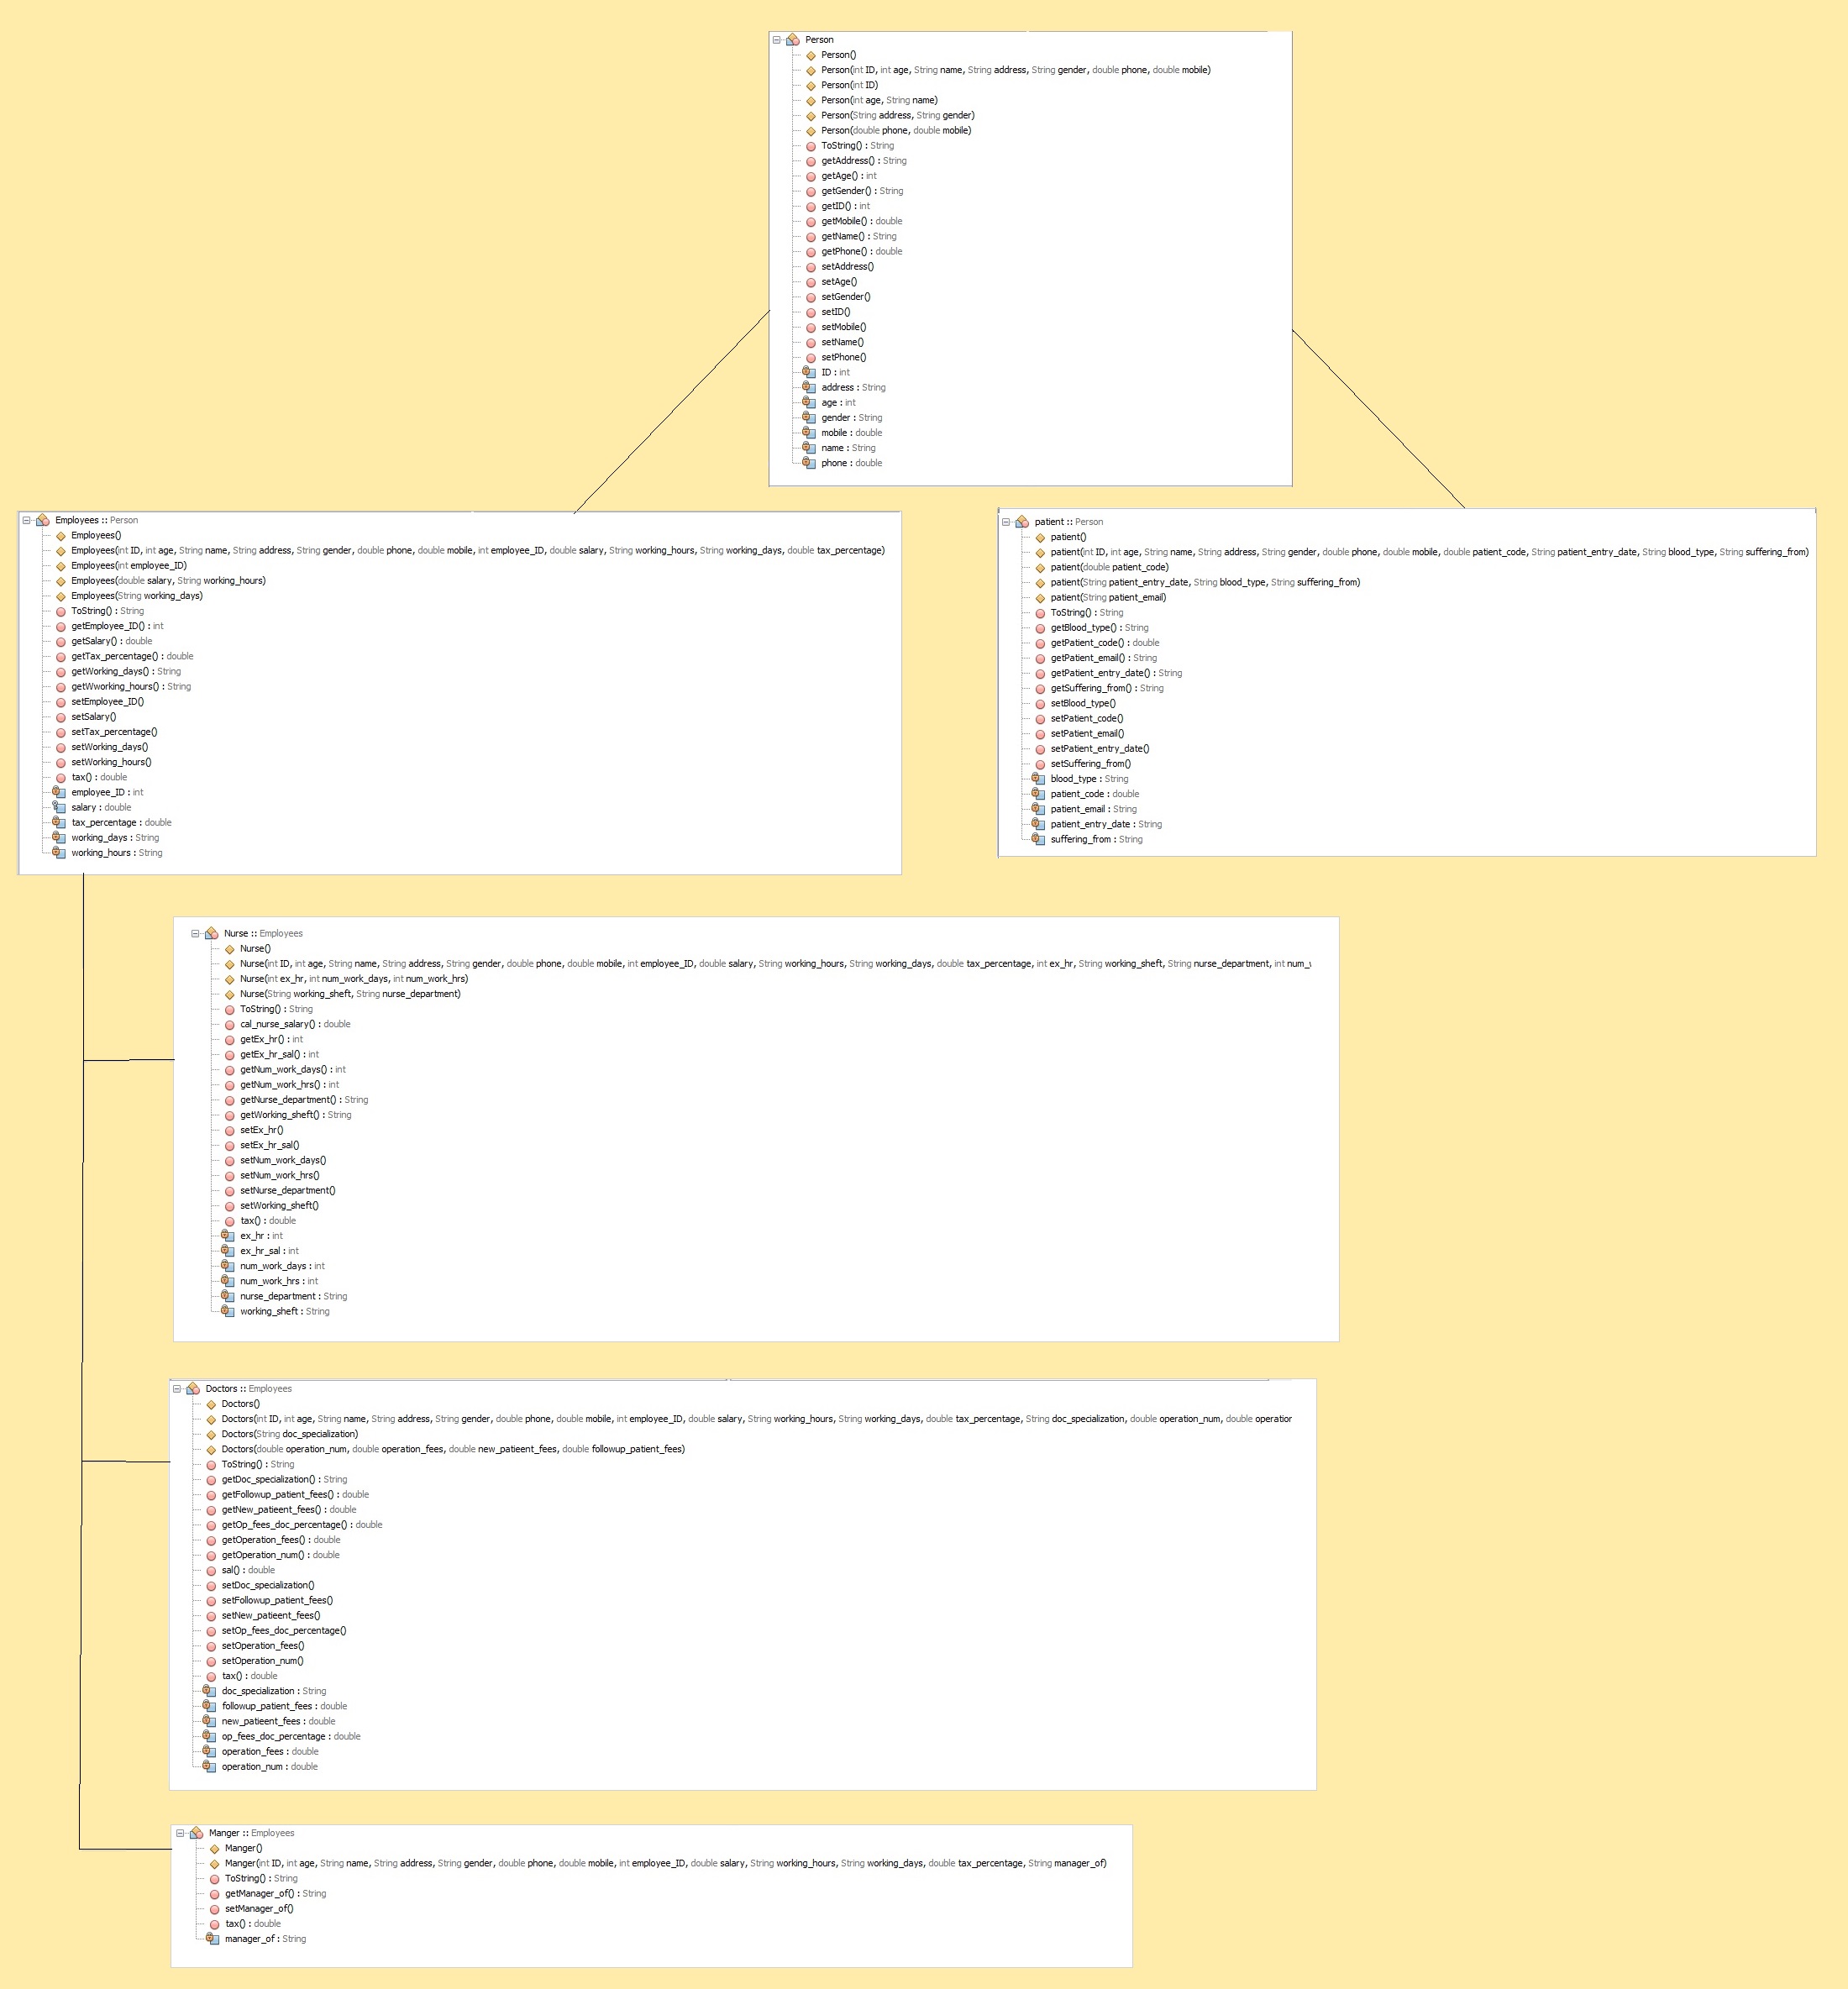 Person
Person()
Person(int ID, int age, String name, String address, String gender, double phone, double mobile)
Person(int ID)
Person(int age, String name)
Person(String address, String gender)
Person(double phone, double mobile)
ToString() : String
getAddress() : String
getAge() : int
getGender() : String
getID() : int
getMobile() : double
getName() : String
getPhone() : double
setAddress()
setAge()
setGender()
setID()
setMobile()
setName()
setPhone()
ID : int
address : String
age : int
gender : String
mobile : double
name : String
phone : double
Employees :: Person
Employees()
Employees(int ID, int age, String name, String address, String gender, double phone, double mobile, int employee_ID, double salary, String working_hours, String working_days, double tax_percentage)
Employees(int employee_ID)
Employees(double salary, String working_hours)
Employees(String working_days)
ToString() : String
getEmployee_ID() : int
getSalary() : double
getTax_percentage() : double
getWorking_days() : String
getWworking_hours() : String
setEmployee_ID()
setSalary()
setTax_percentage()
setWorking_days()
setWorking_hours()
tax() : double
employee_ID : int
salary : double
tax_percentage : double
working_days : String
working_hours : String
patient :: Person
patient()
patient(int ID, int age, String name, String address, String gender, double phone, double mobile, double patient_code, String patient_entry_date, String blood_type, String suffering_from)
patient(double patient_code)
patient(String patient_entry_date, String blood_type, String suffering_from)
patient(String patient_email)
ToString() : String
getBlood_type() : String
getPatient_code() : double
getPatient_email() : String
getPatient_entry_date() : String
getSuffering_from() : String
setBlood_type()
setPatient_code()
setPatient_email()
setPatient_entry_date()
setSuffering_from()
blood_type : String
patient_code : double
patient_email : String
patient_entry_date : String
suffering_from : String
Nurse :: Employees
Nurse()
Nurse(int ID, int age, String name, String address, String gender, double phone, double mobile, int employee_ID, double salary, String working_hours, String working_days, double tax_percentage, int ex_hr, String working_sheft, String nurse_department, int num_
Nurse(int ex_hr, int num_work_days, int num_work_hrs)
Nurse(String working_sheft, String nurse_department)
ToString() : String
cal_nurse_salary() : double
getEx_hr() : int
getEx_hr_sal() : int
getNum_work_days() : int
getNum_work_hrs() : int
getNurse_department() : String
getWorking_sheft() : String
setEx_hr()
setEx_hr_sal()
setNum_work_days()
setNum_work_hrs()
setNurse_department()
setWorking_sheft()
tax() : double
ex_hr : int
ex_hr_sal : int
num_work_days : int
num_work_hrs : int
nurse_department : String
working_sheft : String
Doctors :: Employees
Doctors()
Doctors(int ID, int age, String name, String address, String gender, double phone, double mobile, int employee_ID, double salary, String working_hours, String working_days, double tax_percentage, String doc_specialization, double operation_num, double operation
Doctors(String doc_specialization)
Doctors(double operation_num, double operation_fees, double new_patieent_fees, double followup_patient_fees)
ToString() : String
getDoc_specialization() : String
getFollowup_patient_fees() : double
getNew_patieent_fees() : double
getOp_fees_doc_percentage() : double
getOperation_fees() : double
getOperation_num() : double
sal() : double
setDoc_specialization()
setFollowup_patient_fees()
setNew_patieent_fees()
setOp_fees_doc_percentage()
setOperation_fees()
setOperation_num()
tax() : double
doc_specialization : String
followup_patient_fees : double
new_patieent_fees : double
op_fees_doc_percentage : double
operation_fees : double
operation_num : double
Manger :: Employees
Manger()
Manger(int ID, int age, String name, String address, String gender, double phone, double mobile, int employee_ID, double salary, String working_hours, String working_days, double tax_percentage, String manager_of)
ToString() : String
getManager_of() : String
setManager_of()
tax() : double
manager_of : String